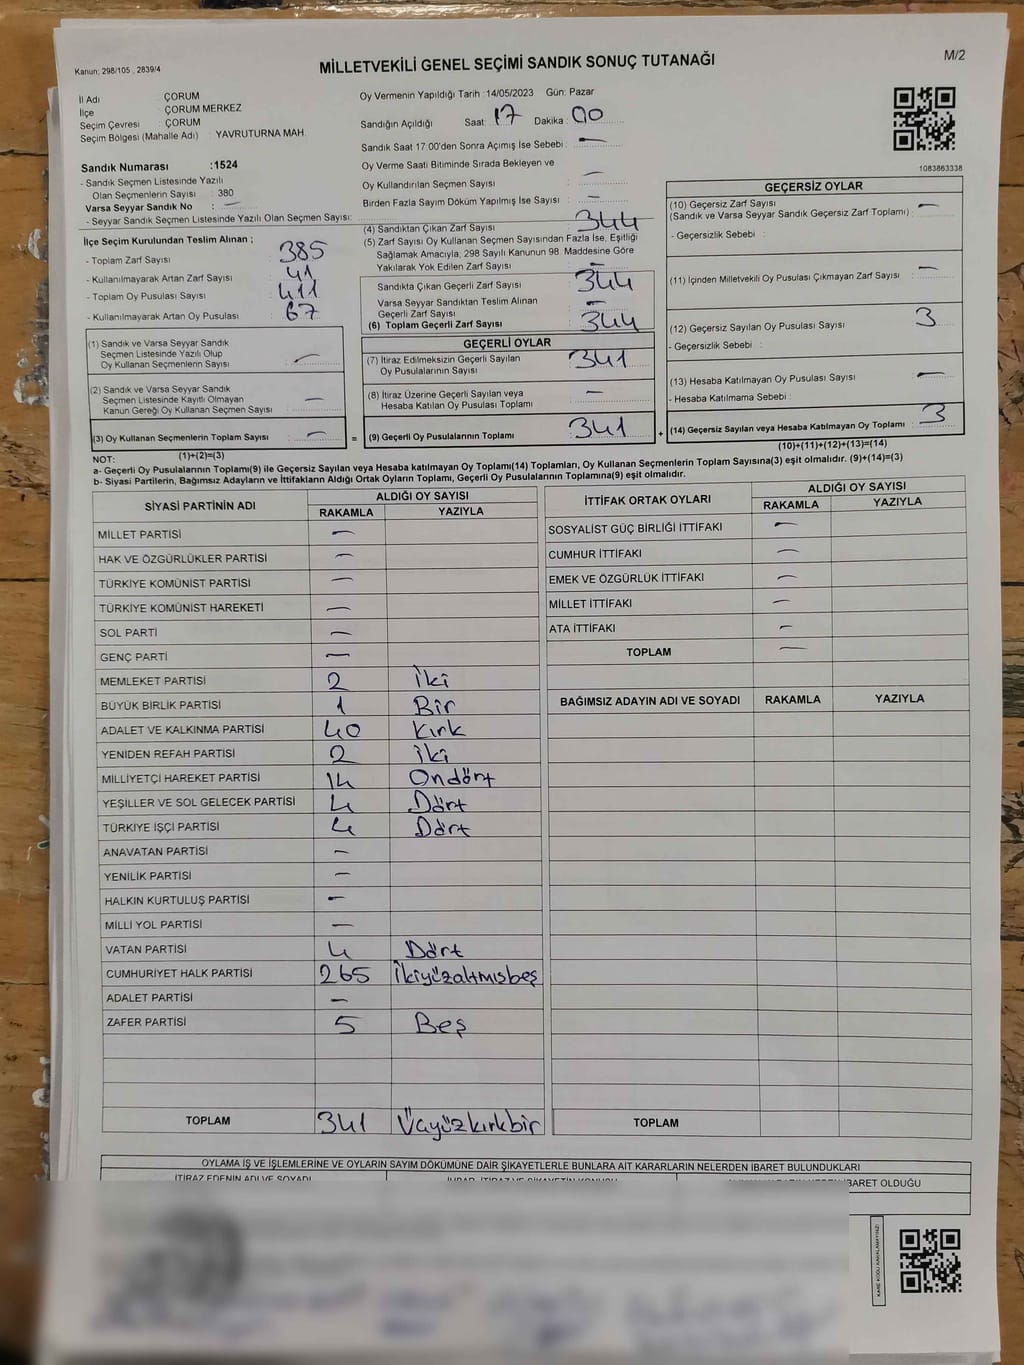 Kanun; 298/105 , 2839/4
MİLLETVEKİLİ GENEL SEÇİMİ SANDIK SONUÇ TUTANAĞI
M/2
İl Adı : ÇORUM
İlçe : ÇORUM MERKEZ
Seçim Çevresi : ÇORUM
Seçim Bölgesi (Mahalle Adı) : YAVRUTURNA MAH.
Oy Vermenin Yapıldığı Tarih :14/05/2023 Gün: Pazar
Sandığın Açıldığı Saat: 17 Dakika: 00
Sandık Saat 17:00'den Sonra Açımış İse Sebebi : —
Oy Verme Saati Bitiminde Sırada Bekleyen ve
Oy Kullandırılan Seçmen Sayısı : —
Birden Fazla Sayım Döküm Yapılmış İse Sayısı : —
1083863338
Sandık Numarası :1524
- Sandık Seçmen Listesinde Yazılı
Olan Seçmenlerin Sayısı : 380
Varsa Seyyar Sandık No : —
- Seyyar Sandık Seçmen Listesinde Yazılı Olan Seçmen Sayısı:
İlçe Seçim Kurulundan Teslim Alınan ;
- Toplam Zarf Sayısı : 385
- Kullanılmayarak Artan Zarf Sayısı : 41
- Toplam Oy Pusulası Sayısı : 411
- Kullanılmayarak Artan Oy Pusulası : 67
(4) Sandıktan Çıkan Zarf Sayısı : 344
(5) Zarf Sayısı Oy Kullanan Seçmen Sayısından Fazla İse, Eşitliği
Sağlamak Amacıyla, 298 Sayılı Kanunun 98. Maddesine Göre
Yakılarak Yok Edilen Zarf Sayısı : —
Sandıkta Çıkan Geçerli Zarf Sayısı : 344
Varsa Seyyar Sandıktan Teslim Alınan
Geçerli Zarf Sayısı : —
(6) Toplam Geçerli Zarf Sayısı : 344
GEÇERSİZ OYLAR
(10) Geçersiz Zarf Sayısı
(Sandık ve Varsa Seyyar Sandık Geçersiz Zarf Toplamı) : —
- Geçersizlik Sebebi :
(11) İçinden Milletvekili Oy Pusulası Çıkmayan Zarf Sayısı : —
(12) Geçersiz Sayılan Oy Pusulası Sayısı : 3
- Geçersizlik Sebebi :
(13) Hesaba Katılmayan Oy Pusulası Sayısı : —
- Hesaba Katılmama Sebebi :
(14) Geçersiz Sayılan veya Hesaba Katılmayan Oy Toplamı : 3
(10)+(11)+(12)+(13)=(14)
(1) Sandık ve Varsa Seyyar Sandık
Seçmen Listesinde Yazılı Olup
Oy Kullanan Seçmenlerin Sayısı : —
(2) Sandık ve Varsa Seyyar Sandık
Seçmen Listesinde Kayıtlı Olmayan
Kanun Gereği Oy Kullanan Seçmen Sayısı : —
(3) Oy Kullanan Seçmenlerin Toplam Sayısı : — =
(1)+(2)=(3)
GEÇERLİ OYLAR
(7) İtiraz Edilmeksizin Geçerli Sayılan
Oy Pusulalarının Sayısı : 341
(8) İtiraz Üzerine Geçerli Sayılan veya
Hesaba Katılan Oy Pusulası Toplamı : —
(9) Geçerli Oy Pusulalarının Toplamı : 341 +
NOT:
a- Geçerli Oy Pusulalarının Toplamı(9) ile Geçersiz Sayılan veya Hesaba katılmayan Oy Toplamı(14) Toplamları, Oy Kullanan Seçmenlerin Toplam Sayısına(3) eşit olmalıdır. (9)+(14)=(3)
b- Siyasi Partilerin, Bağımsız Adayların ve İttifakların Aldığı Ortak Oyların Toplamı, Geçerli Oy Pusulalarının Toplamına(9) eşit olmalıdır.
SİYASİ PARTİNİN ADI ALDIĞI OY SAYISI
RAKAMLA YAZIYLA
MİLLET PARTİSİ —
HAK VE ÖZGÜRLÜKLER PARTİSİ —
TÜRKİYE KOMÜNİST PARTİSİ —
TÜRKİYE KOMÜNİST HAREKETİ —
SOL PARTİ —
GENÇ PARTİ —
MEMLEKET PARTİSİ 2 İki
BÜYÜK BİRLİK PARTİSİ 1 Bir
ADALET VE KALKINMA PARTİSİ 40 Kırk
YENİDEN REFAH PARTİSİ 2 İki
MİLLİYETÇİ HAREKET PARTİSİ 14 Ondört
YEŞİLLER VE SOL GELECEK PARTİSİ 4 Dört
TÜRKİYE İŞÇİ PARTİSİ 4 Dört
ANAVATAN PARTİSİ —
YENİLİK PARTİSİ —
HALKIN KURTULUŞ PARTİSİ —
MİLLİ YOL PARTİSİ —
VATAN PARTİSİ 4 Dört
CUMHURİYET HALK PARTİSİ 265 İkiyüzaltmışbeş
ADALET PARTİSİ —
ZAFER PARTİSİ 5 Beş
TOPLAM 341 Üçyüzkırkbir
İTTİFAK ORTAK OYLARI ALDIĞI OY SAYISI
RAKAMLA YAZIYLA
SOSYALİST GÜÇ BİRLİĞİ İTTİFAKI —
CUMHUR İTTİFAKI —
EMEK VE ÖZGÜRLÜK İTTİFAKI —
MİLLET İTTİFAKI —
ATA İTTİFAKI —
TOPLAM —
BAĞIMSIZ ADAYIN ADI VE SOYADI RAKAMLA YAZIYLA
TOPLAM
OYLAMA İŞ VE İŞLEMLERİNE VE OYLARIN SAYIM DÖKÜMÜNE DAİR ŞİKAYETLERLE BUNLARA AİT KARARLARIN NELERDEN İBARET BULUNDUKLARI
İTİRAZ EDENİN ADI VE SOYADI
İBARET OLDUĞU
KARE KODU KARALAMAYINIZ!